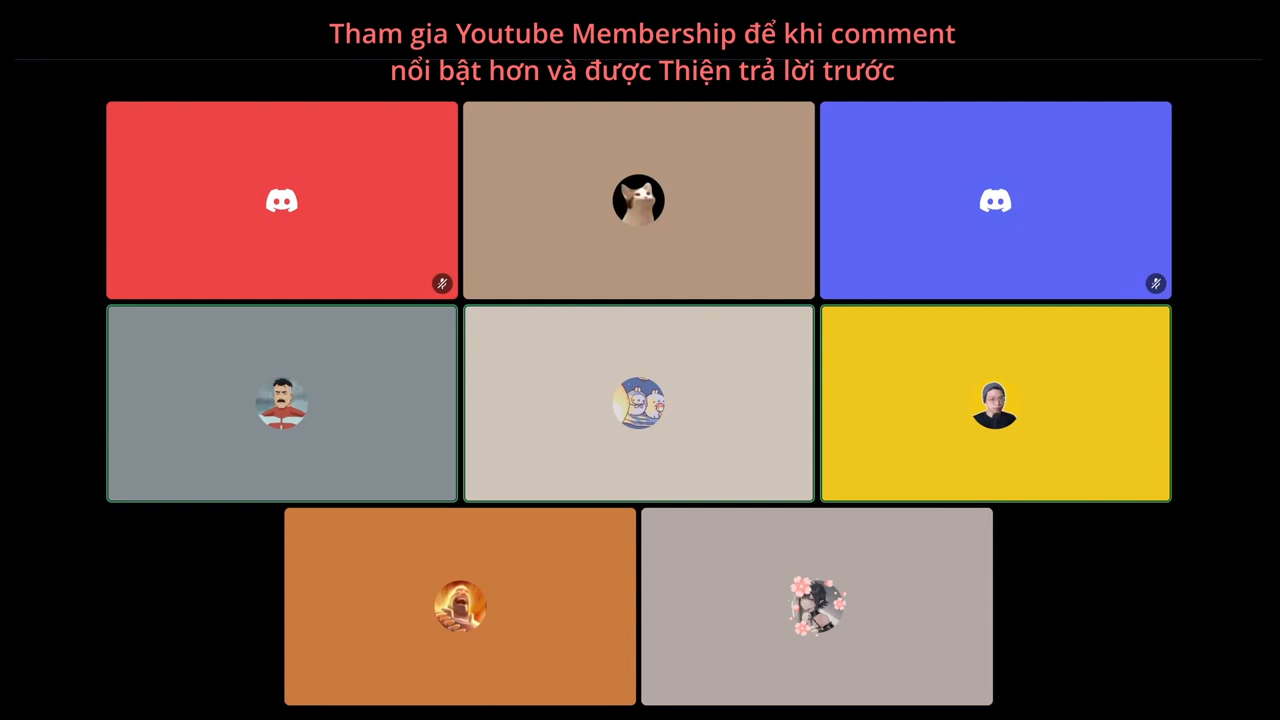 Tham gia Youtube Membership để khi comment
nổi bật hơn và được Thiện trả lời trước